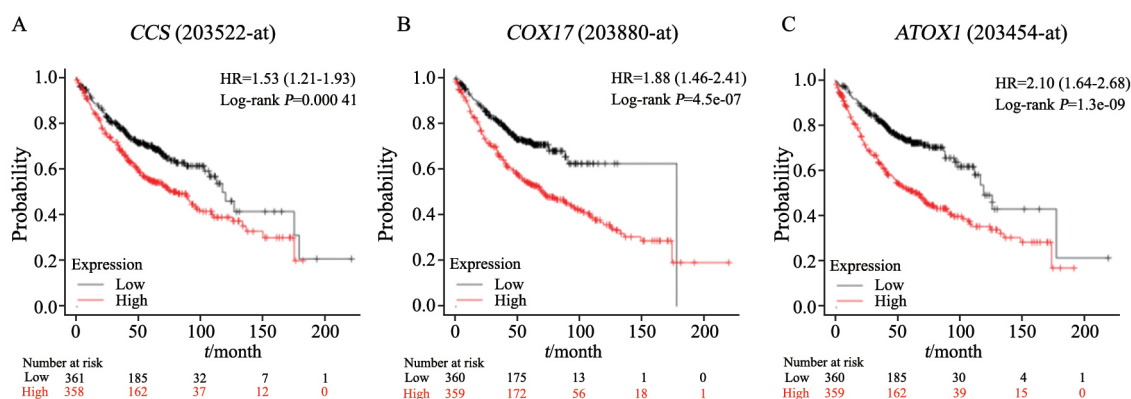 A
CCS (203522-at)
HR=1.53 (1.21-1.93)
Log-rank P=0.000 41
Probability
1.0
0.8
0.6
0.4
0.2
0.0
Expression
Low
High
0 50 100 150 200
t/month
Number at risk
Low 361 185 32 7 1
High 358 162 37 12 0
B
COX17 (203880-at)
HR=1.88 (1.46-2.41)
Log-rank P=4.5e-07
Probability
1.0
0.8
0.6
0.4
0.2
0.0
Expression
Low
High
0 50 100 150 200
t/month
Number at risk
Low 360 175 13 1 0
High 359 172 56 18 1
C
ATOX1 (203454-at)
HR=2.10 (1.64-2.68)
Log-rank P=1.3e-09
Probability
1.0
0.8
0.6
0.4
0.2
0.0
Expression
Low
High
0 50 100 150 200
t/month
Number at risk
Low 360 185 30 4 1
High 359 162 39 15 0